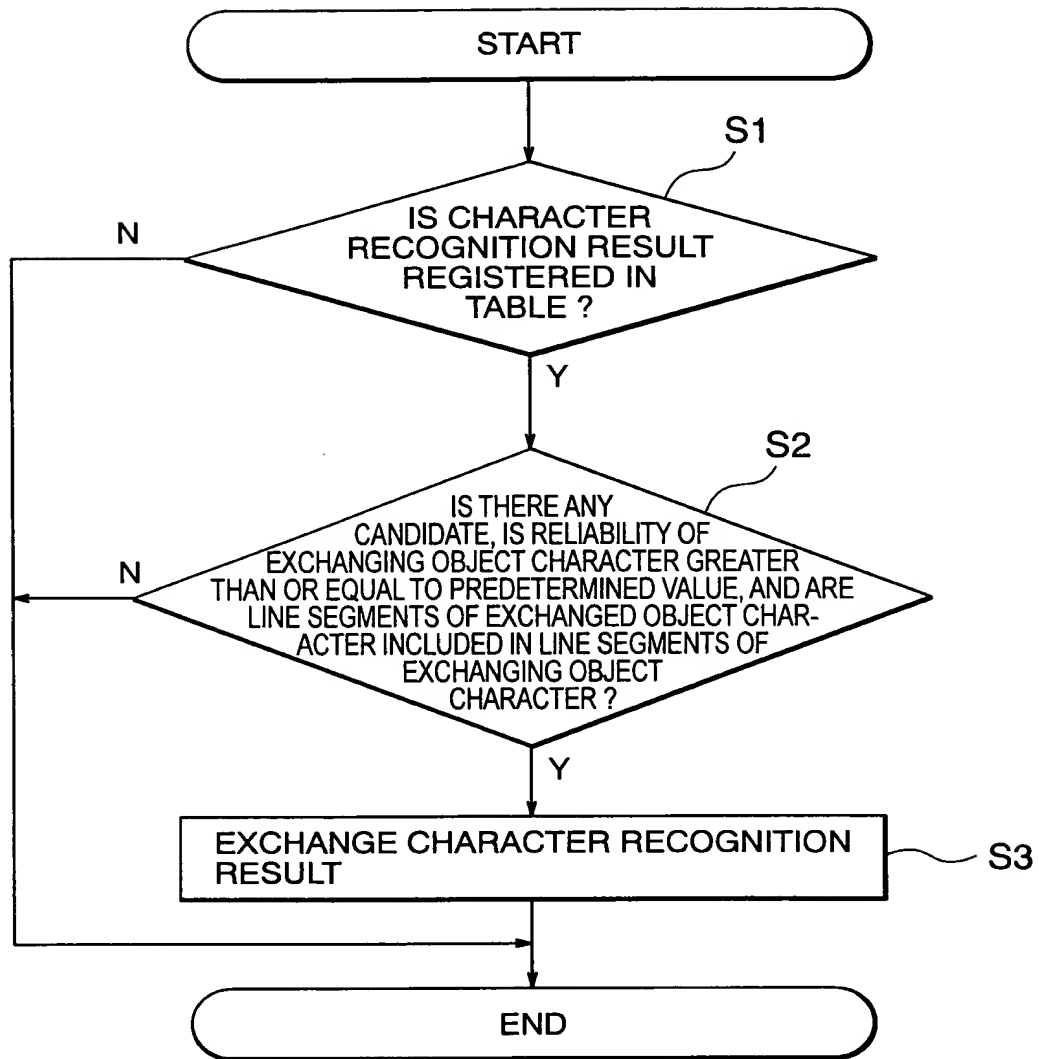 START
S1
IS CHARACTER
RECOGNITION RESULT
REGISTERED IN
TABLE ?
N
Y
S2
IS THERE ANY
CANDIDATE, IS RELIABILITY OF
EXCHANGING OBJECT CHARACTER GREATER
THAN OR EQUAL TO PREDETERMINED VALUE, AND ARE
LINE SEGMENTS OF EXCHANGED OBJECT CHAR-
ACTER INCLUDED IN LINE SEGMENTS OF
EXCHANGING OBJECT
CHARACTER ?
N
Y
EXCHANGE CHARACTER RECOGNITION
RESULT
S3
END